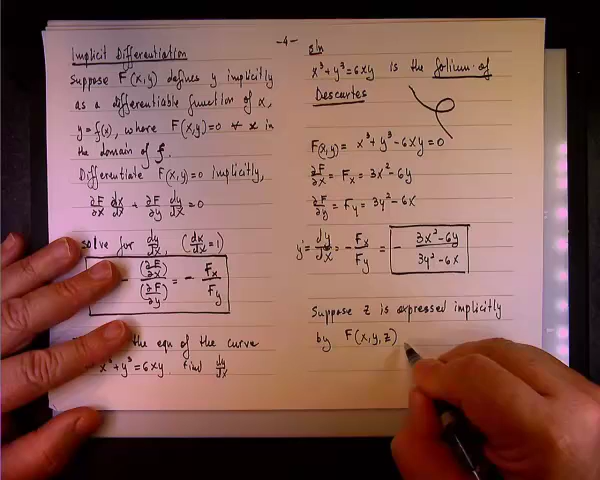 -4-
Implicit Differentiation
Suppose F(x,y) defines y implicitly
as a differentiable function of x,
y=f(x), where F(x,y)=0 ∀ x in
the domain of f.
Differentiate F(x,y)=0 implicitly,
∂F/∂x dx/dx + ∂F/∂y dy/dx = 0
solve for dy/dx, (dx/dx=1)
- (∂F/∂x)/(∂F/∂y) = - Fx/Fy
the eqn of the curve
x³+y³=6xy find dy/dx
soln
x³+y³=6xy is the folium of
Descartes
F(x,y) = x³+y³-6xy=0
∂F/∂x = Fx = 3x²-6y
∂F/∂y = Fy = 3y²-6x
y'= dy/dx = - Fx/Fy = - (3x²-6y)/(3y²-6x)
Suppose z is expressed implicitly
by F(x,y,z)